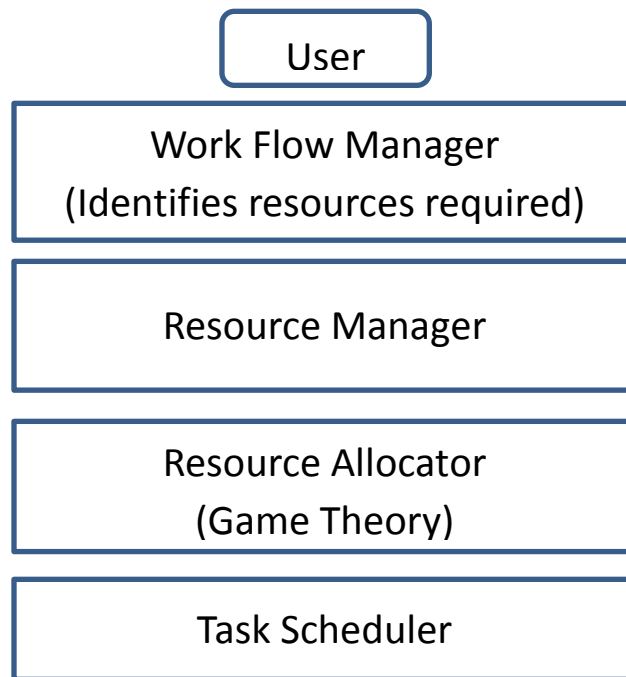 User
Work Flow Manager
(Identifies resources required)
Resource Manager
Resource Allocator
(Game Theory)
Task Scheduler